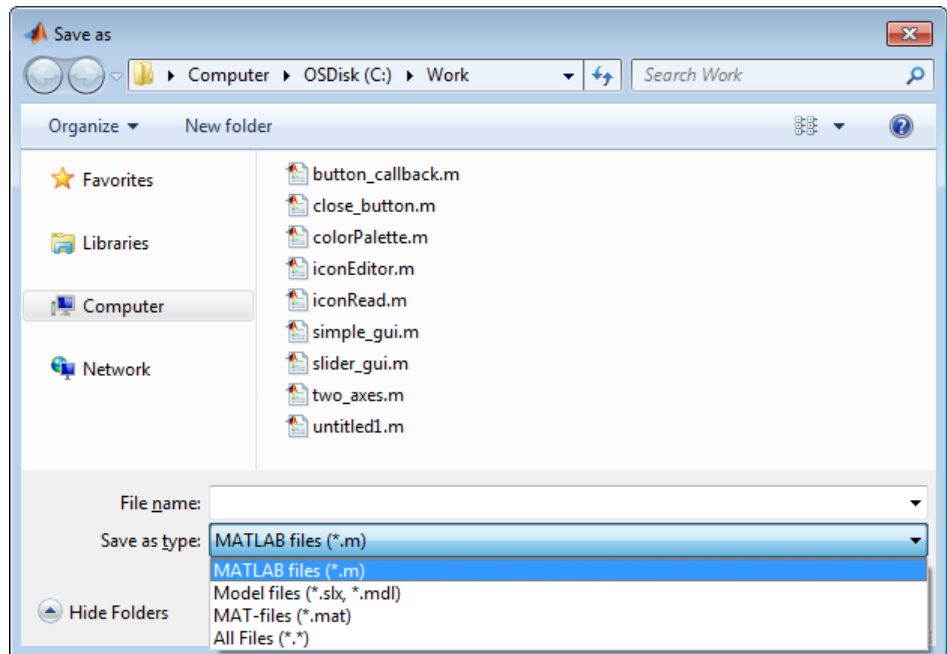 Save as
Computer ▸ OSDisk (C:) ▸ Work
Search Work
Organize
New folder
Favorites
Libraries
Computer
Network
button_callback.m
close_button.m
colorPalette.m
iconEditor.m
iconRead.m
simple_gui.m
slider_gui.m
two_axes.m
untitled1.m
File name:
Save as type: MATLAB files (*.m)
MATLAB files (*.m)
Model files (*.slx, *.mdl)
MAT-files (*.mat)
All Files (*.*)
Hide Folders